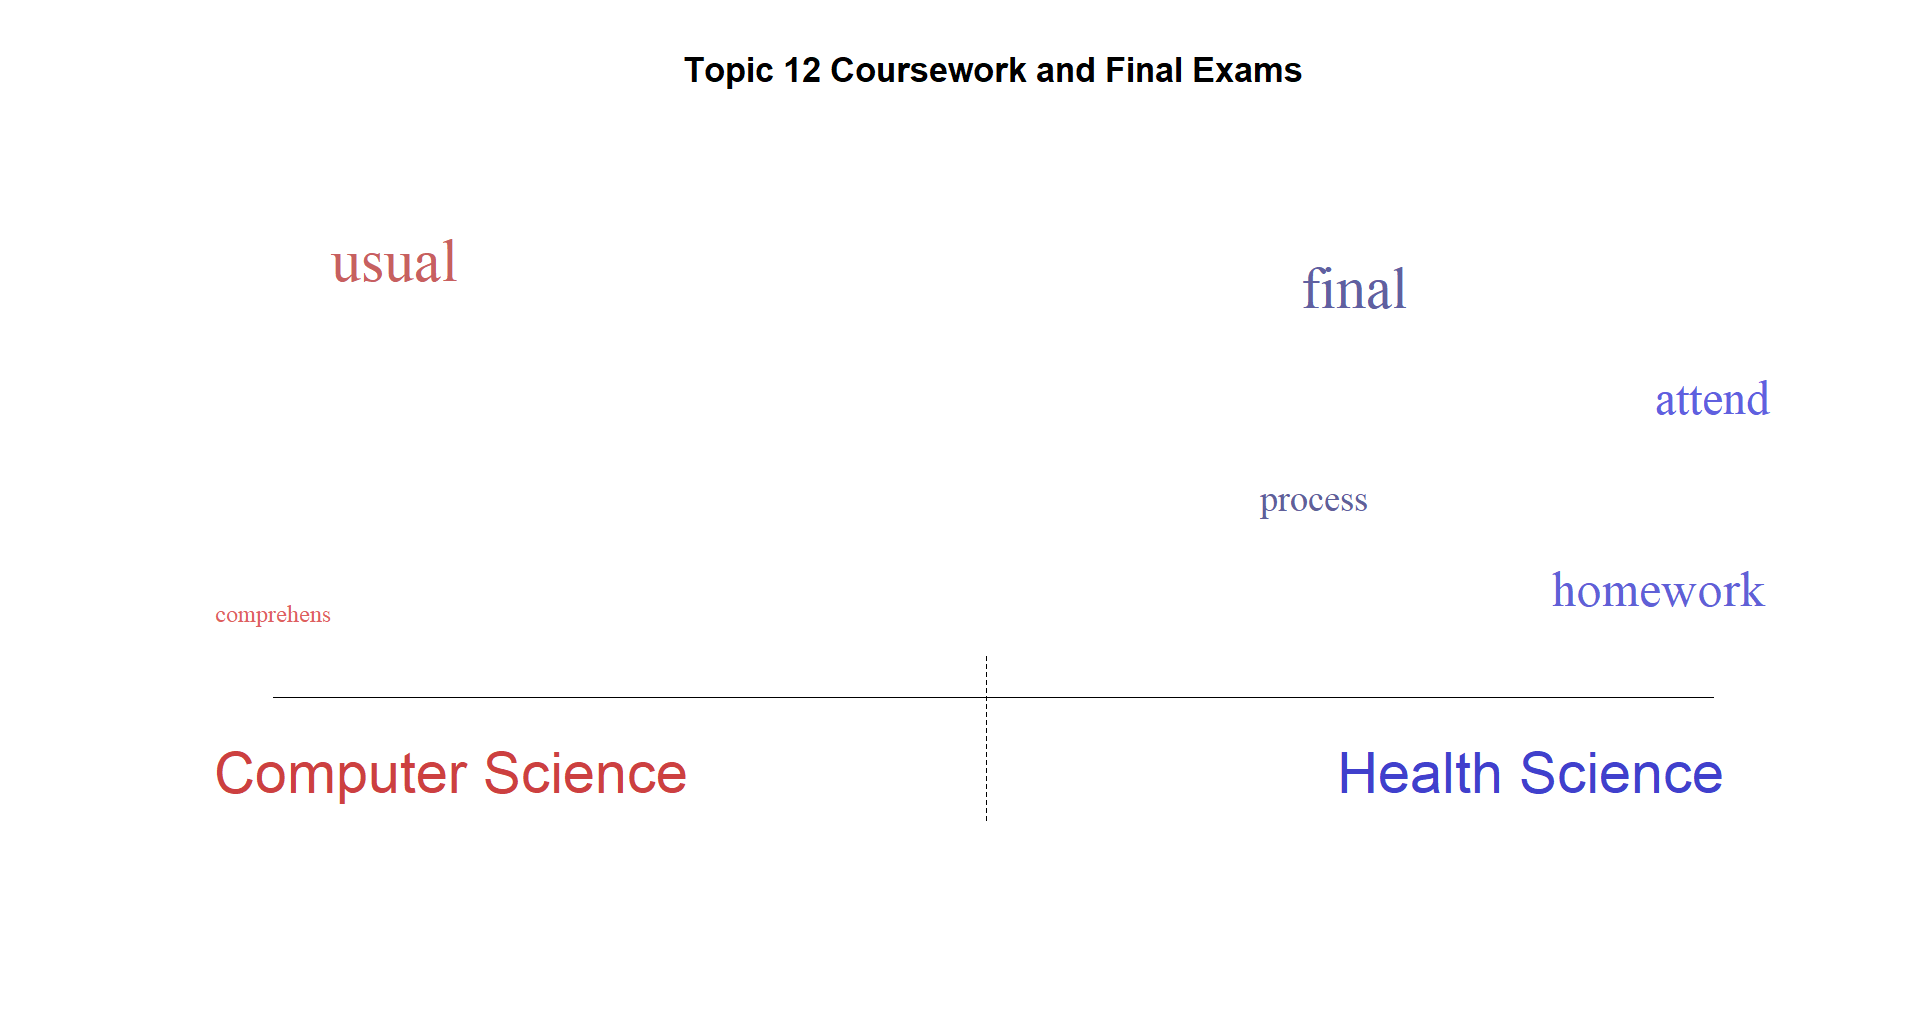 Topic 12 Coursework and Final Exams
usual
final
attend
process
homework
comprehens
Computer Science
Health Science